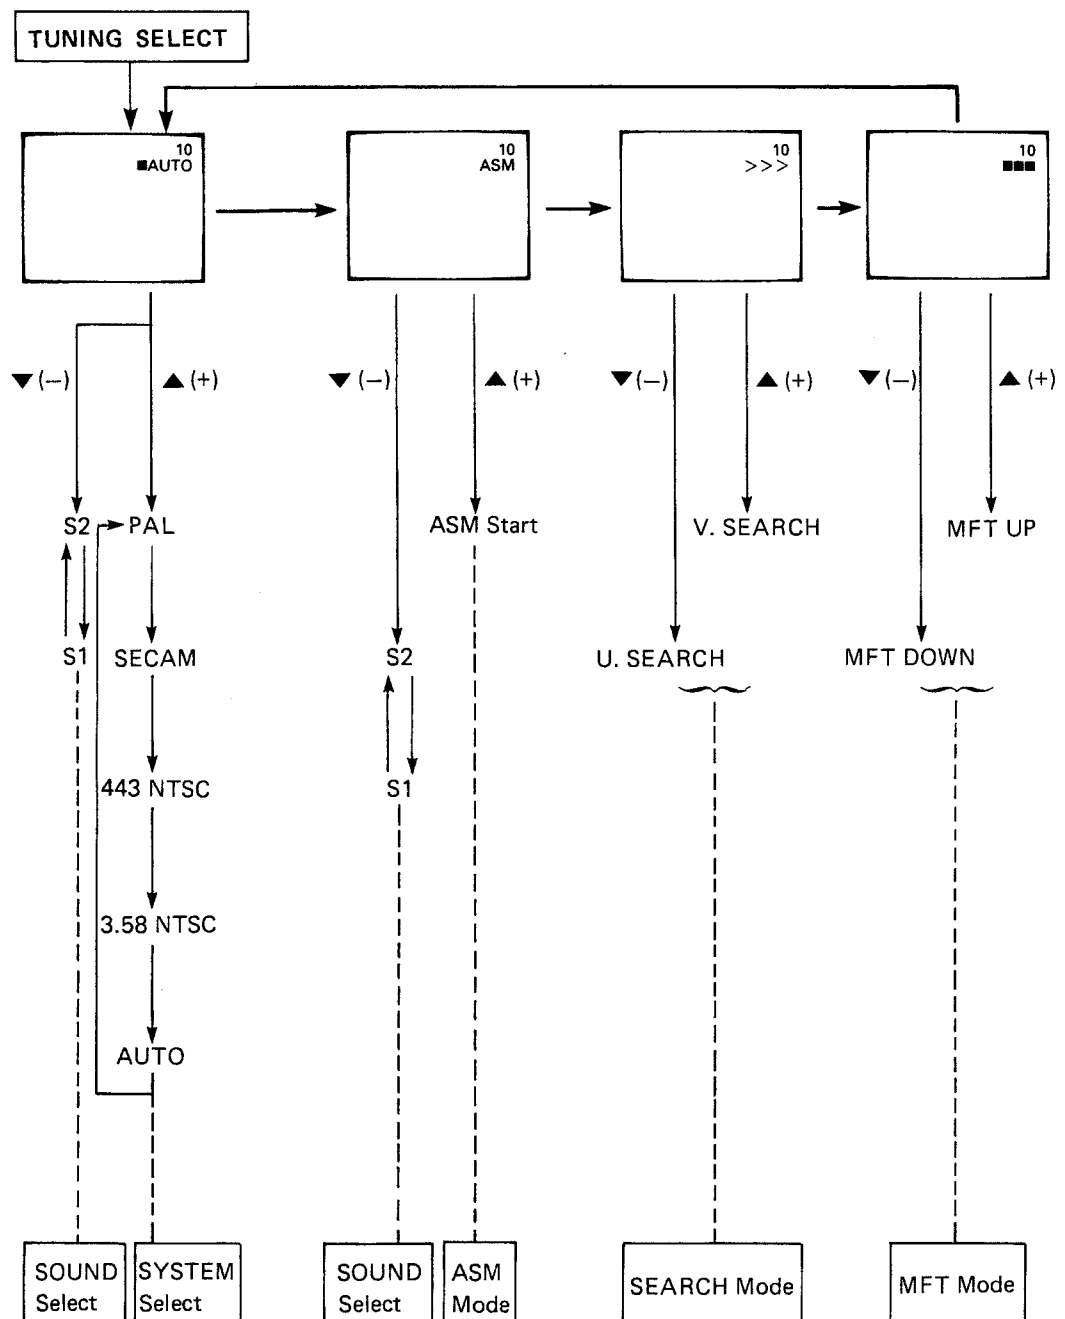 TUNING SELECT
10
■AUTO
10
ASM
10
>>>
10
■■■
▼(—)
▲(+)
▼(—)
▲(+)
▼(—)
▲(+)
▼(—)
▲(+)
S2
PAL
ASM Start
V. SEARCH
MFT UP
S1
SECAM
S2
U. SEARCH
MFT DOWN
443 NTSC
S1
3.58 NTSC
AUTO
SOUND
Select
SYSTEM
Select
SOUND
Select
ASM
Mode
SEARCH Mode
MFT Mode